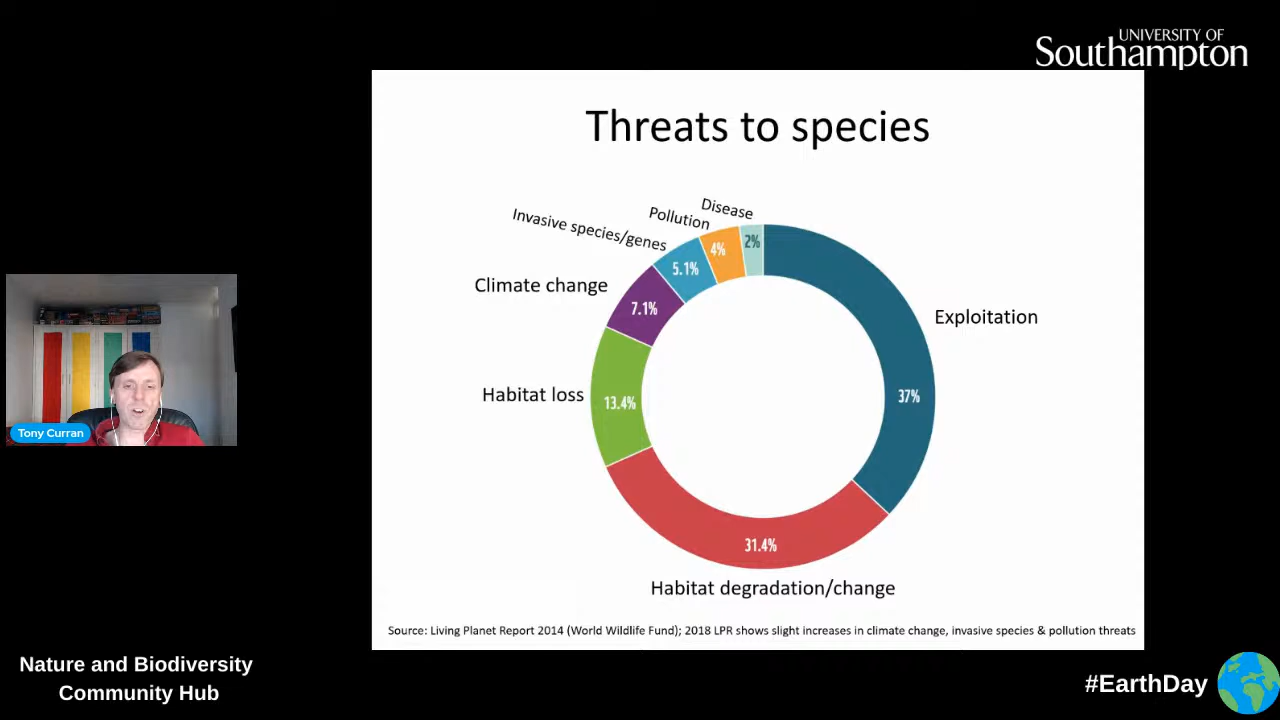 UNIVERSITY OF
Southampton
Threats to species
Disease
Pollution
Invasive species/genes
2%
4%
5.1%
Climate change
7.1%
Exploitation
Habitat loss
13.4%
37%
Tony Curran
31.4%
Habitat degradation/change
Source: Living Planet Report 2014 (World Wildlife Fund); 2018 LPR shows slight increases in climate change, invasive species & pollution threats
Nature and Biodiversity
Community Hub
#EarthDay